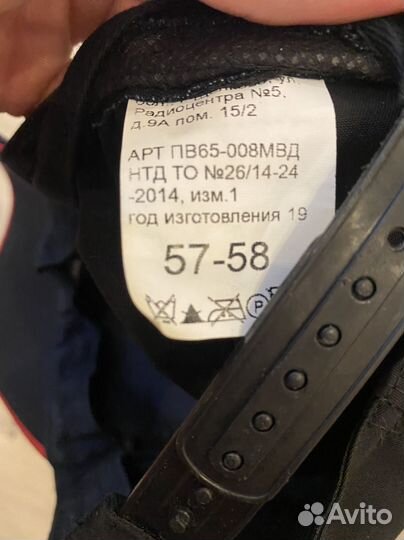 Радиоцентра №5,
д.9А пом. 15/2
АРТ ПВ65-008МВД
НТД ТО №26/14-24
-2014, изм.1
год изготовления 19
57-58
P
Avito